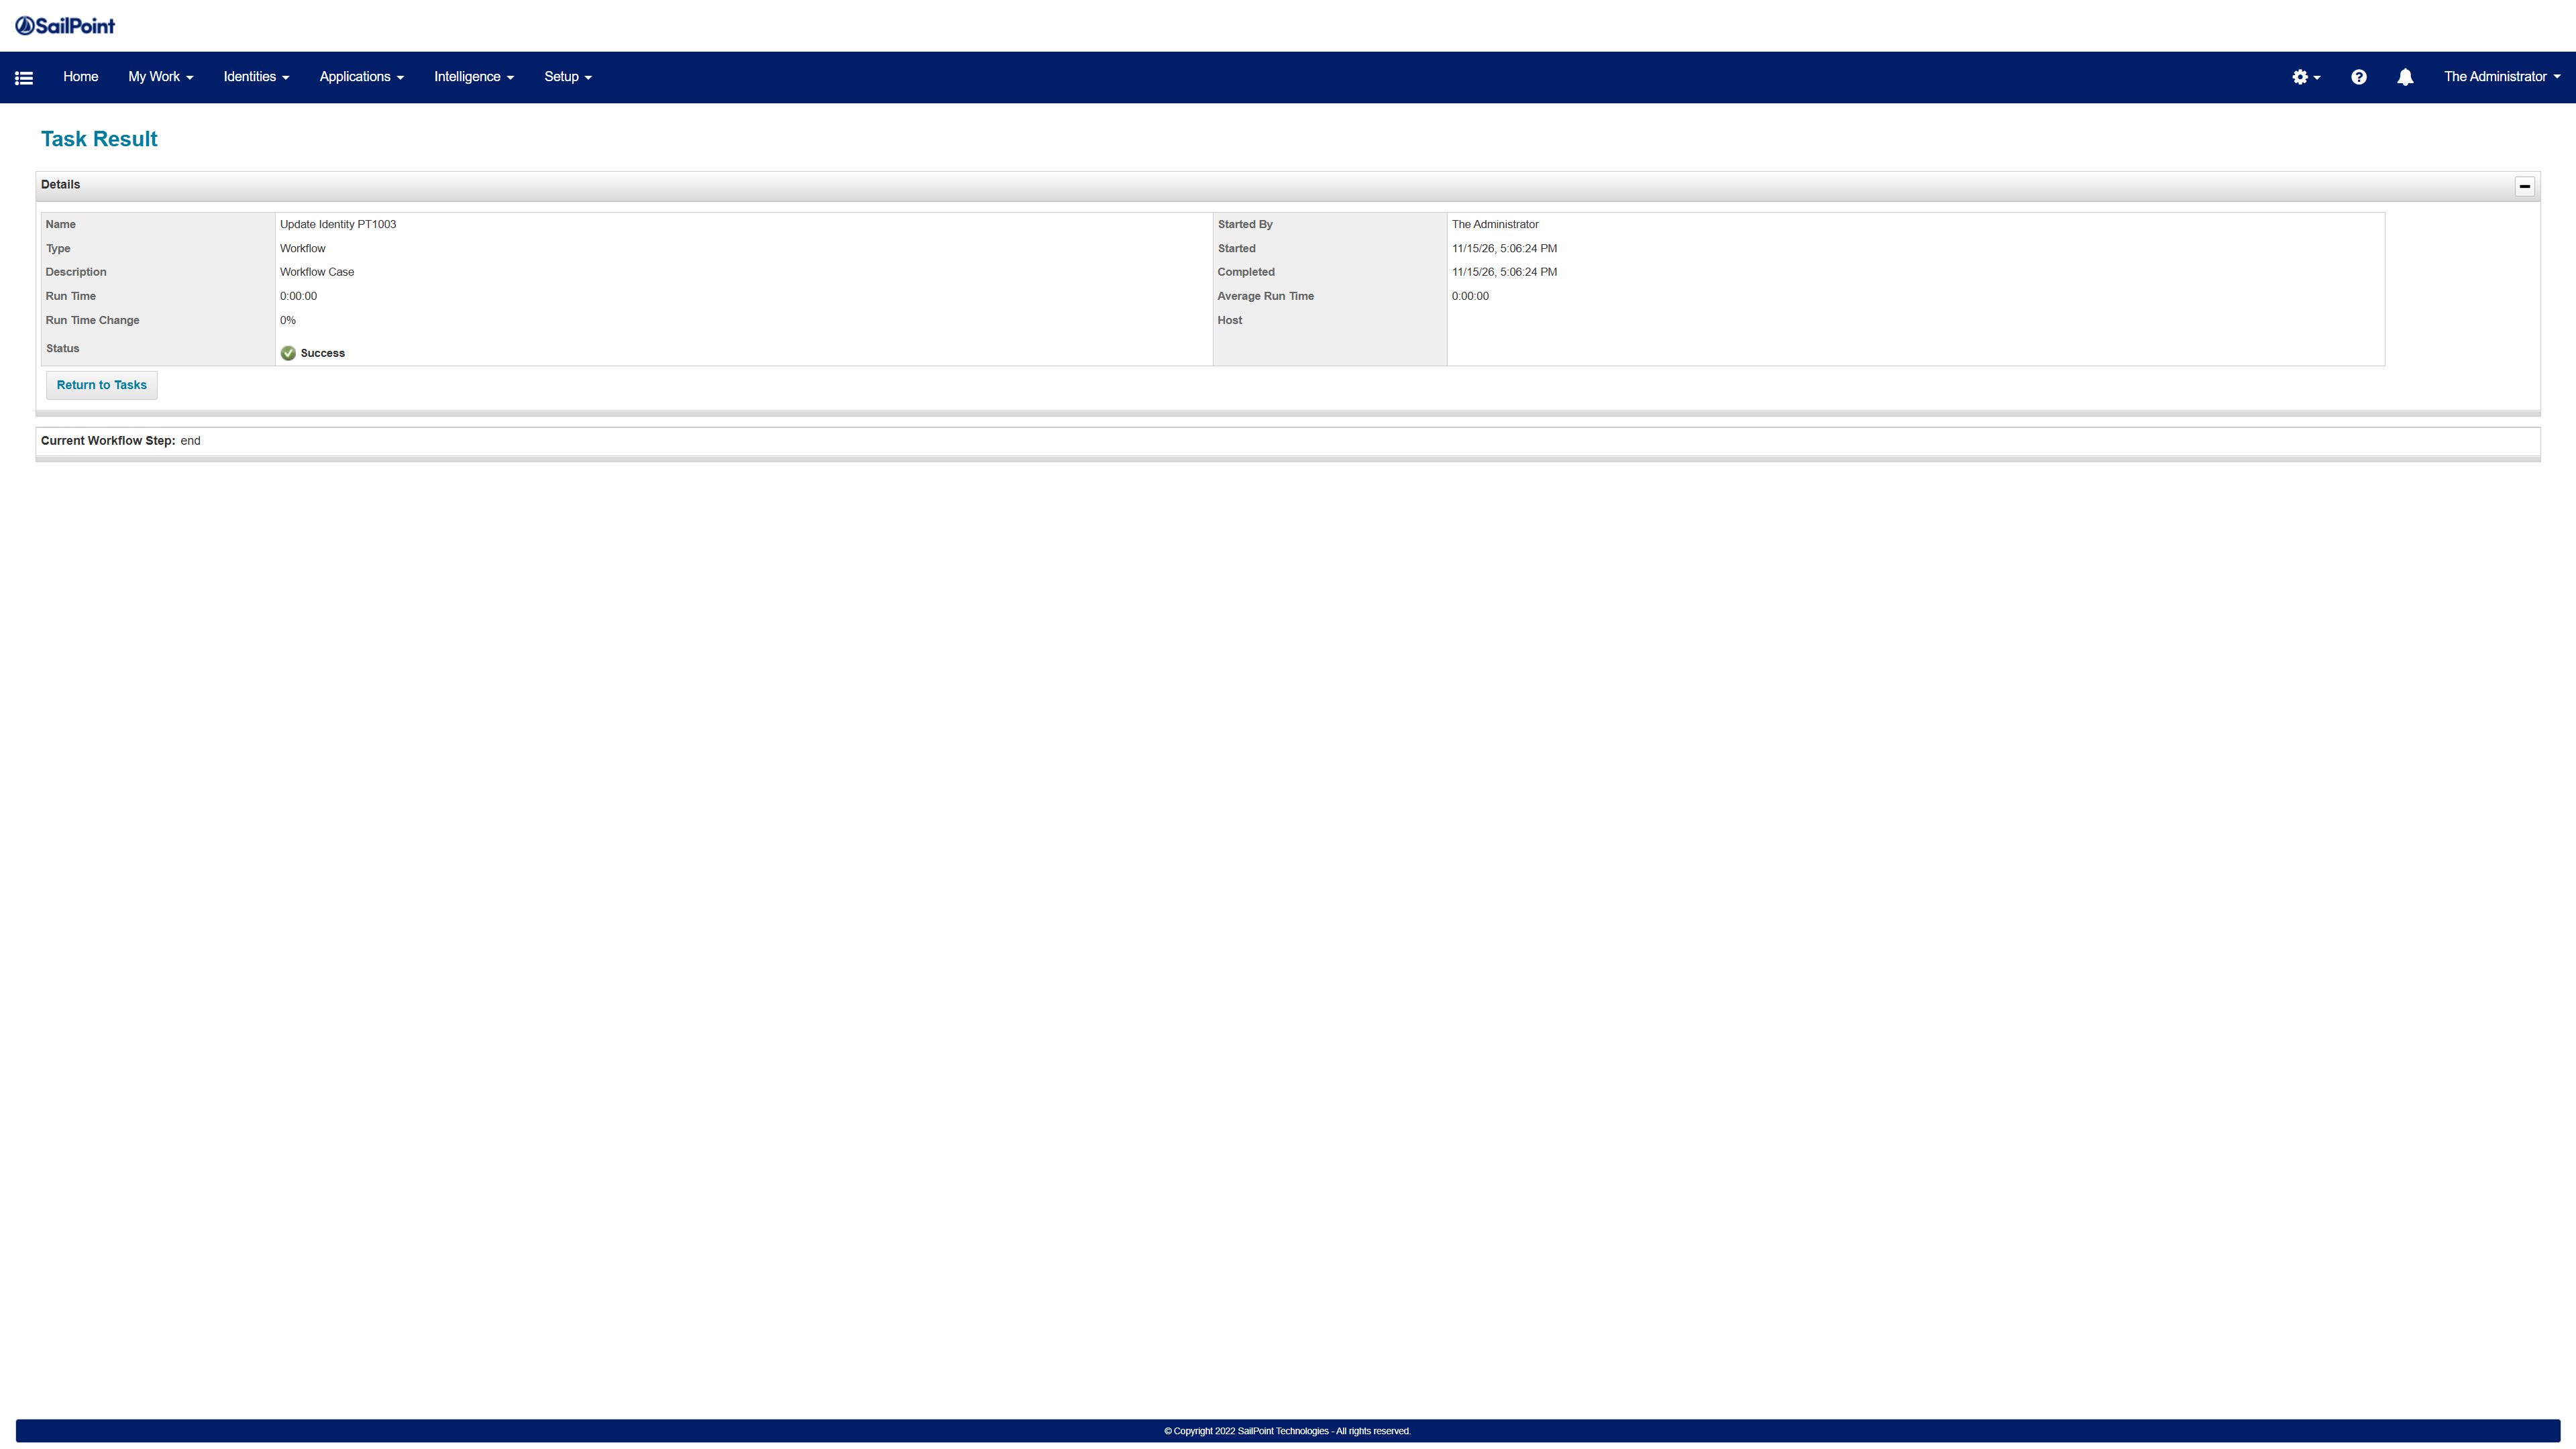 SailPoint
Home My Work Identities Applications Intelligence Setup The Administrator
Task Result
Details
Name Update Identity PT1003 Started By The Administrator
Type Workflow Started 11/15/26, 5:06:24 PM
Description Workflow Case Completed 11/15/26, 5:06:24 PM
Run Time 0:00:00 Average Run Time 0:00:00
Run Time Change 0% Host
Status Success
Return to Tasks
Current Workflow Step: end
© Copyright 2022 SailPoint Technologies - All rights reserved.